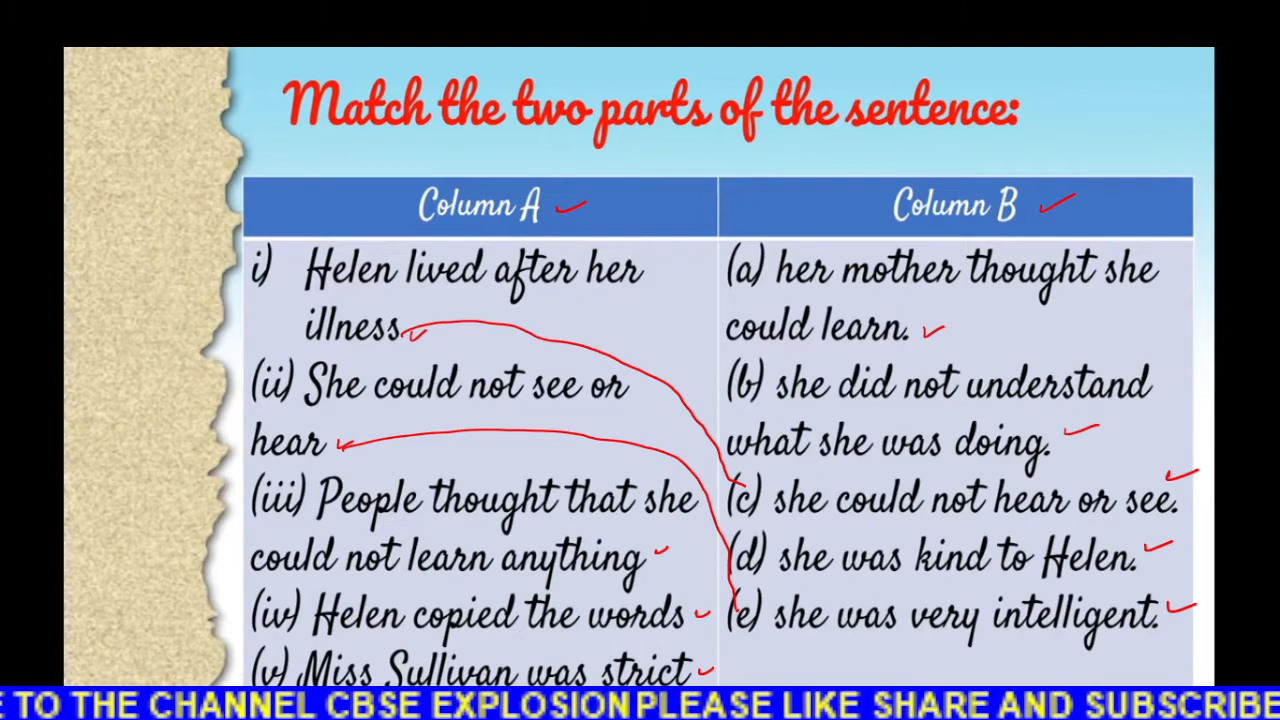 Match the two parts of the sentence:
Column A
Column B
i) Helen lived after her
illness
(ii) She could not see or
hear
(iii) People thought that she
could not learn anything
(iv) Helen copied the words
(v) Miss Sullivan was strict
(a) her mother thought she
could learn.
(b) she did not understand
what she was doing.
(c) she could not hear or see.
(d) she was kind to Helen.
(e) she was very intelligent.
E TO THE CHANNEL CBSE EXPLOSION PLEASE LIKE SHARE AND SUBSCRIBE